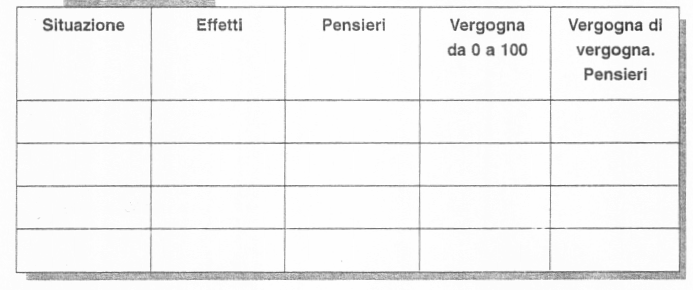 Situazione
Effetti
Pensieri
Vergogna
da 0 a 100
Vergogna di
vergogna.
Pensieri